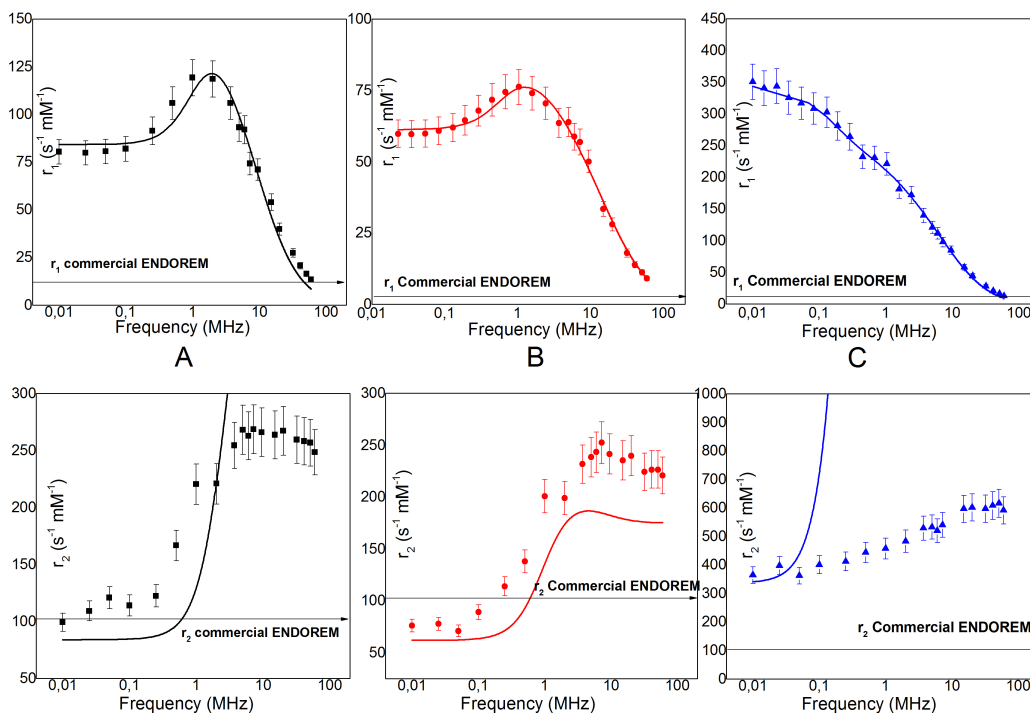 150
125
100
75
50
25
0
r1 (s-1 mM-1)
r1 commercial ENDOREM
0,01 0,1 1 10 100
Frequency (MHz)
A
100
75
50
25
0
r1 (s-1 mM-1)
r1 Commercial ENDOREM
0,01 0,1 1 10 100
Frequency (MHz)
B
450
400
350
300
250
200
150
100
50
0
r1 (s-1 mM-1)
r1 Commercial ENDOREM
0,01 0,1 1 10 100
Frequency (MHz)
C
300
250
200
150
100
50
r2 (s-1 mM-1)
r2 commercial ENDOREM
0,01 0,1 1 10 100
Frequency (MHz)
300
250
200
150
100
50
r2 (s-1 mM-1)
r2 Commercial ENDOREM
0,01 0,1 1 10 100
Frequency (MHz)
1000
900
800
700
600
500
400
300
200
100
0
r2 (s-1 mM-1)
r2 Commercial ENDOREM
0,01 0,1 1 10 100
Frequency (MHz)